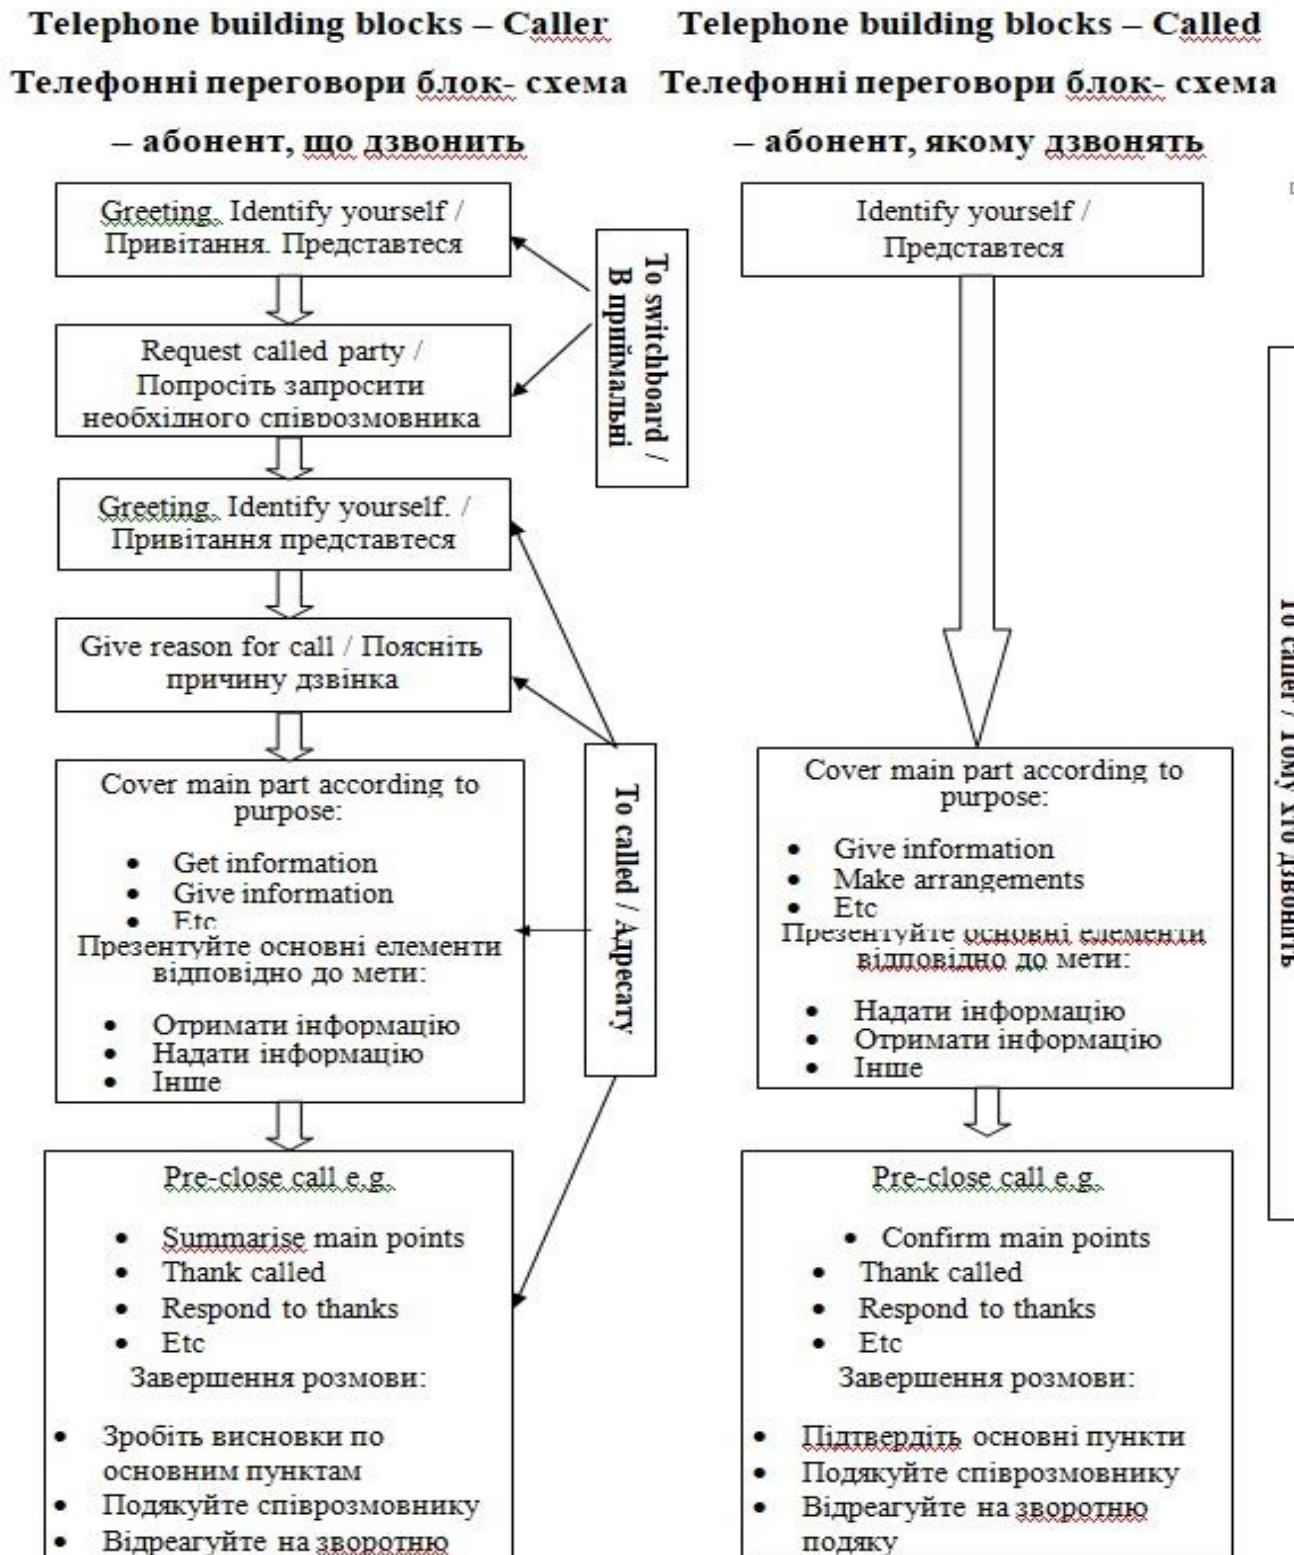 Telephone building blocks – Caller
Телефонні переговори блок- схема
– абонент, що дзвонить
Greeting. Identify yourself /
Привітання. Представтеся
Request called party /
Попросіть запросити
необхідного співрозмовника
To switchboard /
В приймальні
Greeting. Identify yourself. /
Привітання представтеся
Give reason for call / Поясніть
причину дзвінка
Cover main part according to
purpose:
• Get information
• Give information
• Etc
Презентуйте основні елементи
відповідно до мети:
• Отримати інформацію
• Надати інформацію
• Інше
To called / Адресату
Pre-close call e.g.
• Summarise main points
• Thank called
• Respond to thanks
• Etc
Завершення розмови:
• Зробіть висновки по
основним пунктам
• Подякуйте співрозмовнику
• Відреагуйте на зворотню
Telephone building blocks – Called
Телефонні переговори блок- схема
– абонент, якому дзвонять
Identify yourself /
Представтеся
Cover main part according to
purpose:
• Give information
• Make arrangements
• Etc
Презентуйте основні елементи
відповідно до мети:
• Надати інформацію
• Отримати інформацію
• Інше
Pre-close call e.g.
• Confirm main points
• Thank called
• Respond to thanks
• Etc
Завершення розмови:
• Підтвердіть основні пункти
• Подякуйте співрозмовнику
• Відреагуйте на зворотню
подяку
To caller / Тому хто дзвонить